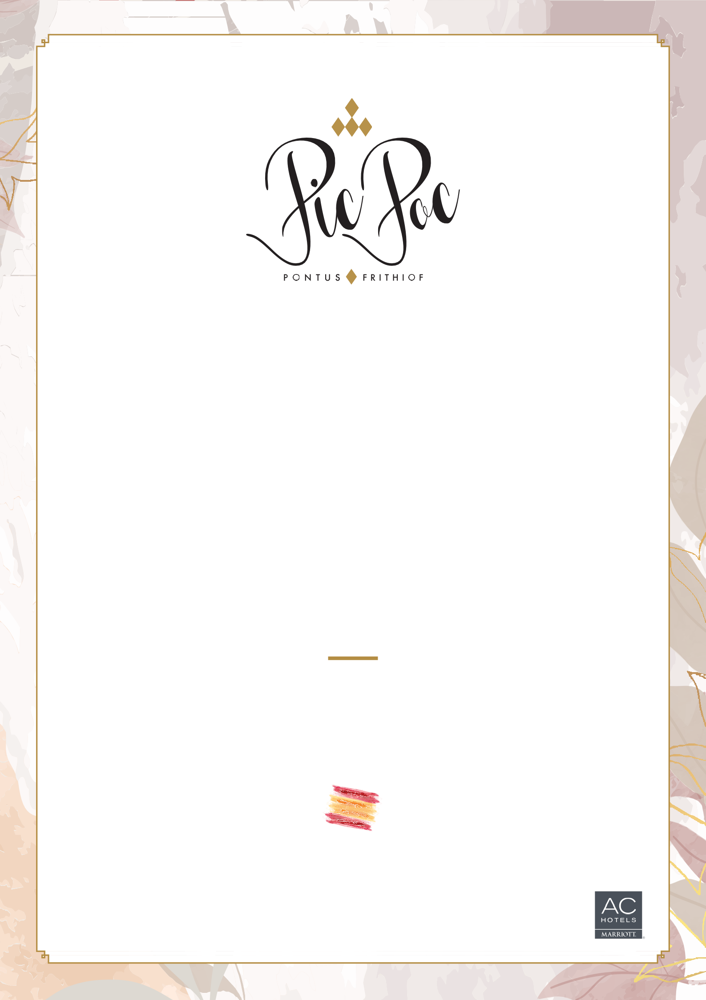 Pic Poc
PONTUS FRITHIOF
AC
HOTELS
MARRIOTT
®